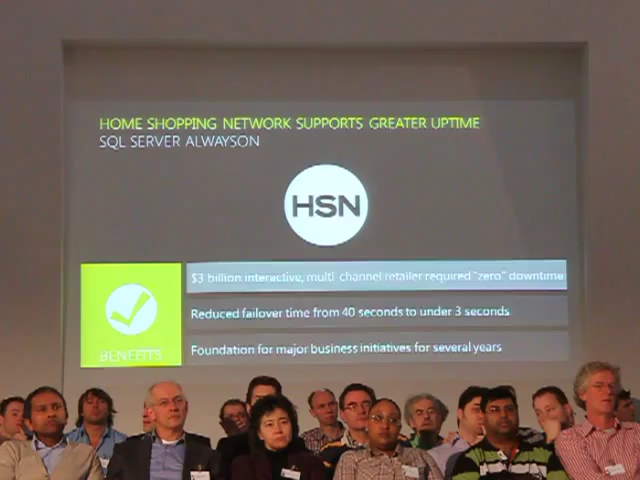 HOME SHOPPING NETWORK SUPPORTS GREATER UPTIME
SQL SERVER ALWAYSON
HSN
$3 billion interactive, multi-channel retailer required "zero" downtime
Reduced failover time from 40 seconds to under 3 seconds
BENEFITS
Foundation for major business initiatives for several years